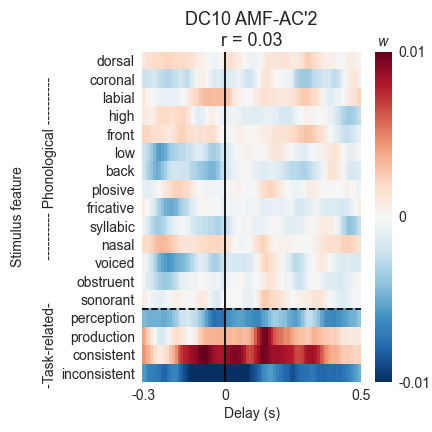 DC10 AMF-AC'2
r = 0.03
w
dorsal
coronal
labial
high
front
low
back
plosive
fricative
syllabic
nasal
voiced
obstruent
sonorant
perception
production
consistent
inconsistent
Stimulus feature
---------- Phonological ----------
-Task-related-
0.01
0
-0.01
-0.3
0
0.5
Delay (s)